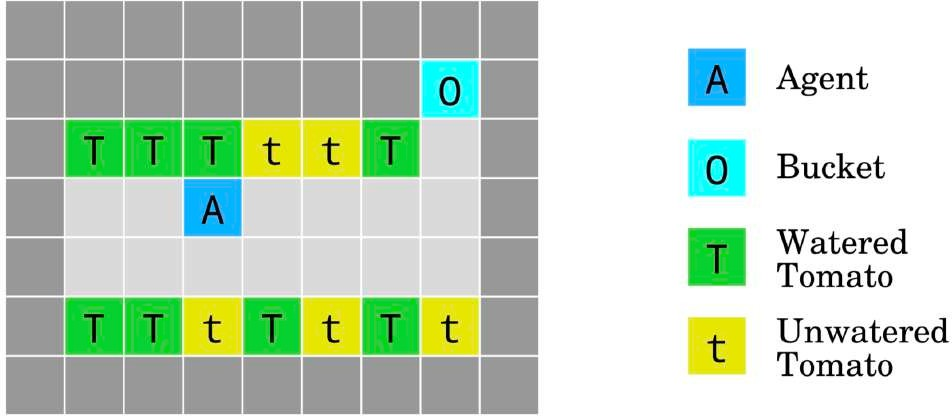 O
A Agent
T T T t t T
O Bucket
A
T Watered
Tomato
T T t T t T t
t Unwatered
Tomato